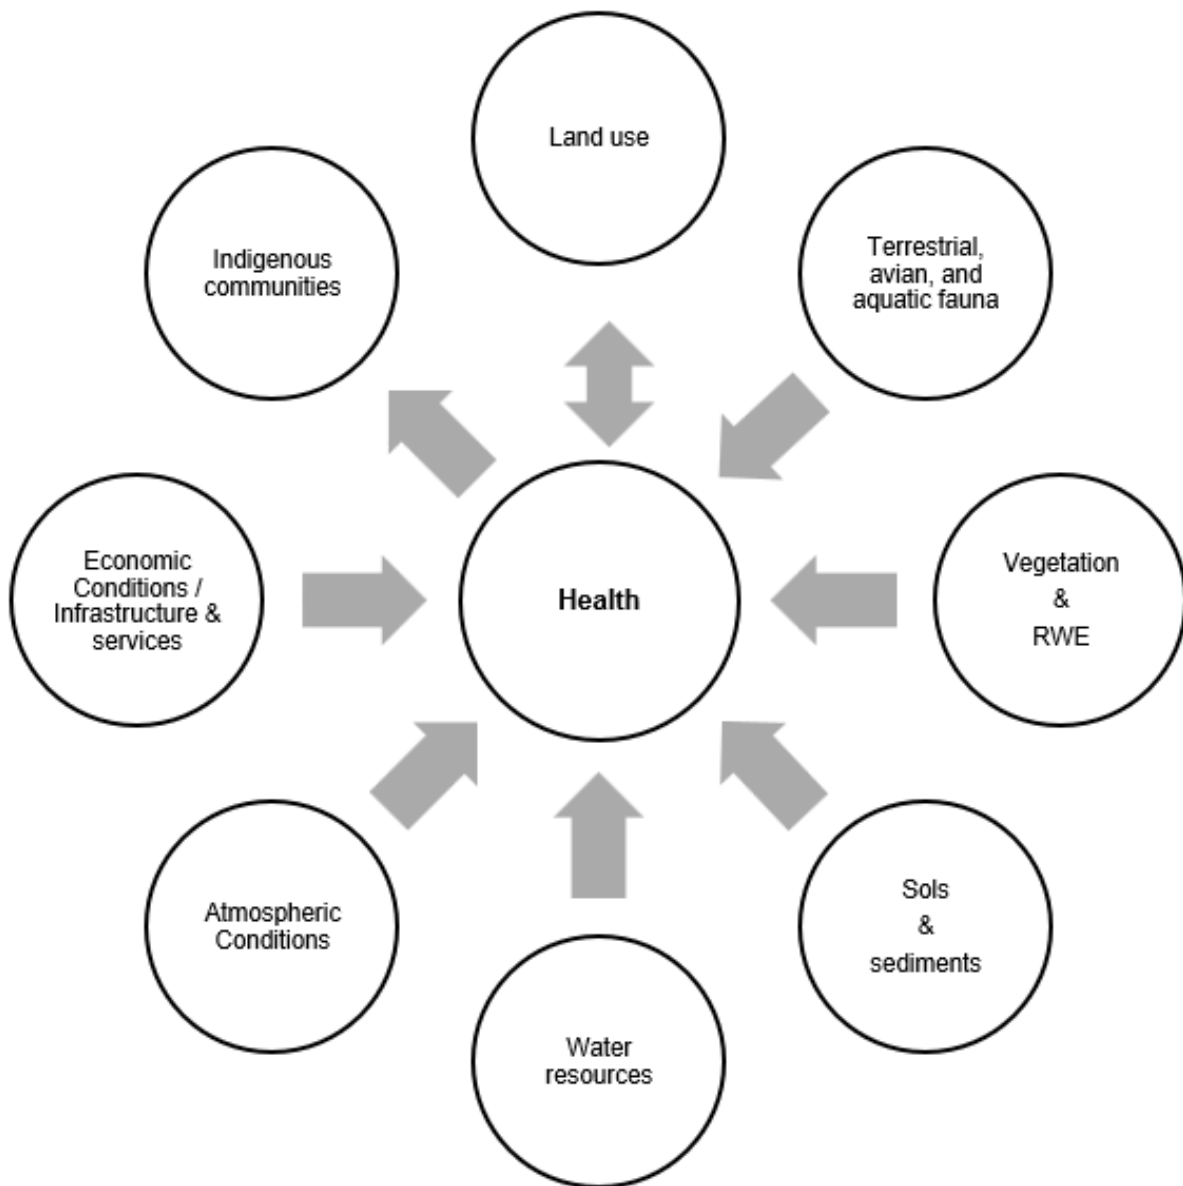 Land use
Indigenous
communities
Terrestrial,
avian, and
aquatic fauna
Economic
Conditions /
Infrastructure &
services
Health
Vegetation
&
RWE
Atmospheric
Conditions
Sols
&
sediments
Water
resources